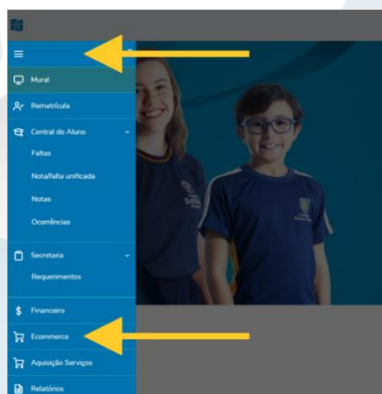 Mural
Rematrícula
Central do Aluno
Faltas
Nota/falta unificada
Notas
Ocorrências
Secretaria
Requerimentos
Financeiro
Ecommerce
Aquisição Serviços
Relatórios